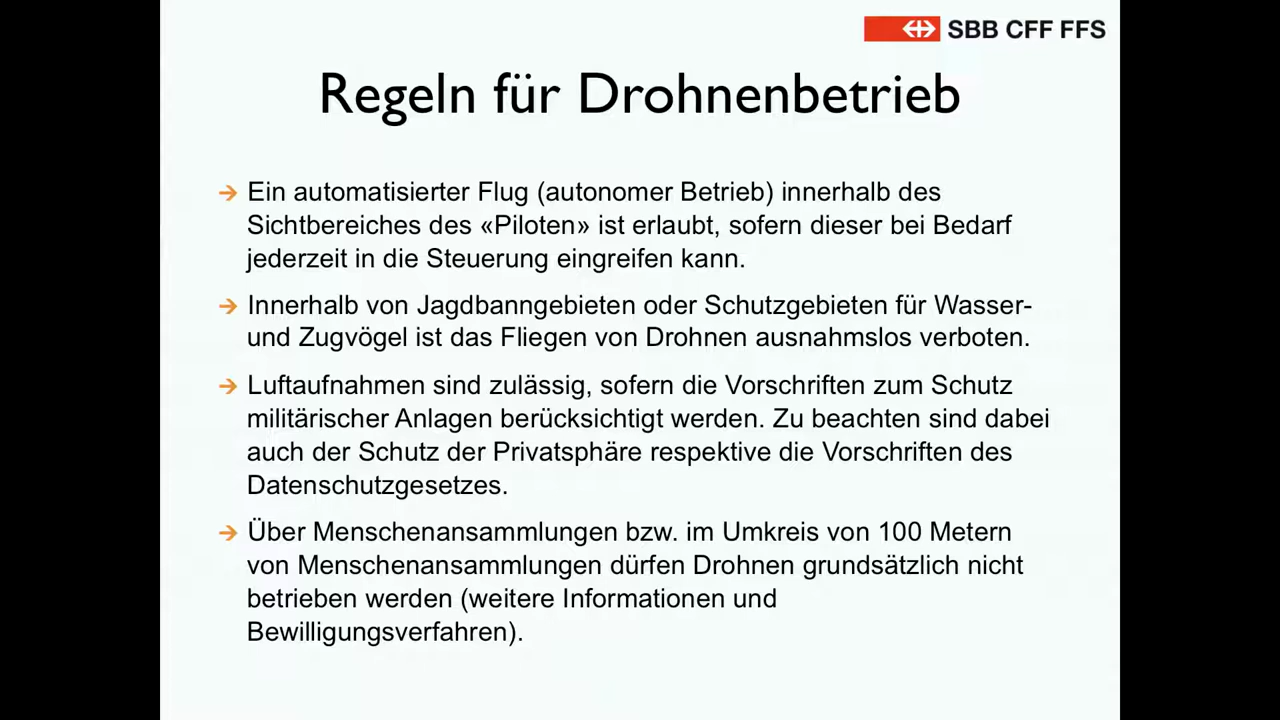 SBB CFF FFS
Regeln für Drohnenbetrieb
→ Ein automatisierter Flug (autonomer Betrieb) innerhalb des
Sichtbereiches des «Piloten» ist erlaubt, sofern dieser bei Bedarf
jederzeit in die Steuerung eingreifen kann.
→ Innerhalb von Jagdbanngebieten oder Schutzgebieten für Wasser-
und Zugvögel ist das Fliegen von Drohnen ausnahmslos verboten.
→ Luftaufnahmen sind zulässig, sofern die Vorschriften zum Schutz
militärischer Anlagen berücksichtigt werden. Zu beachten sind dabei
auch der Schutz der Privatsphäre respektive die Vorschriften des
Datenschutzgesetzes.
→ Über Menschenansammlungen bzw. im Umkreis von 100 Metern
von Menschenansammlungen dürfen Drohnen grundsätzlich nicht
betrieben werden (weitere Informationen und
Bewilligungsverfahren).